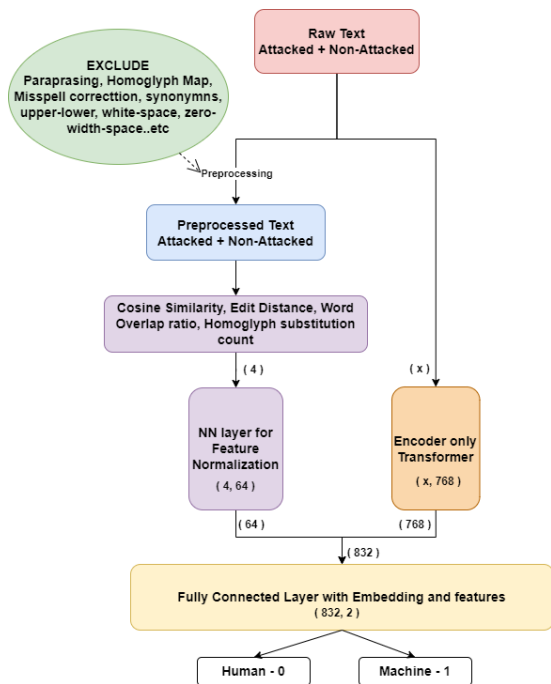 Raw Text
Attacked + Non-Attacked
EXCLUDE
Paraprasing, Homoglyph Map,
Misspell correcttion, synonymns,
upper-lower, white-space, zero-
width-space..etc
Preprocessing
Preprocessed Text
Attacked + Non-Attacked
Cosine Similarity, Edit Distance, Word
Overlap ratio, Homoglyph substitution
count
( 4 )
( x )
NN layer for
Feature
Normalization
( 4, 64 )
Encoder only
Transformer
( x, 768 )
( 64 )
(768 )
( 832 )
Fully Connected Layer with Embedding and features
( 832, 2 )
Human - 0
Machine - 1